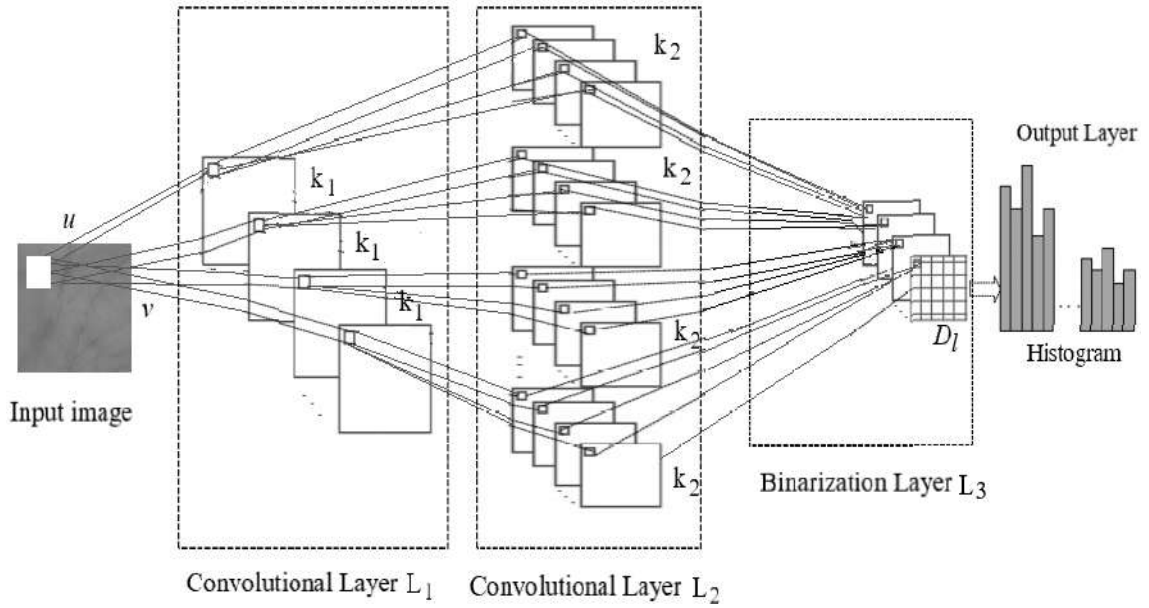 u
v
Input image
k₁
k₁
k₁
Convolutional Layer L₁
k₂
k₂
k₂
k₂
Convolutional Layer L₂
D_l
Binarization Layer L₃
Output Layer
.....
Histogram